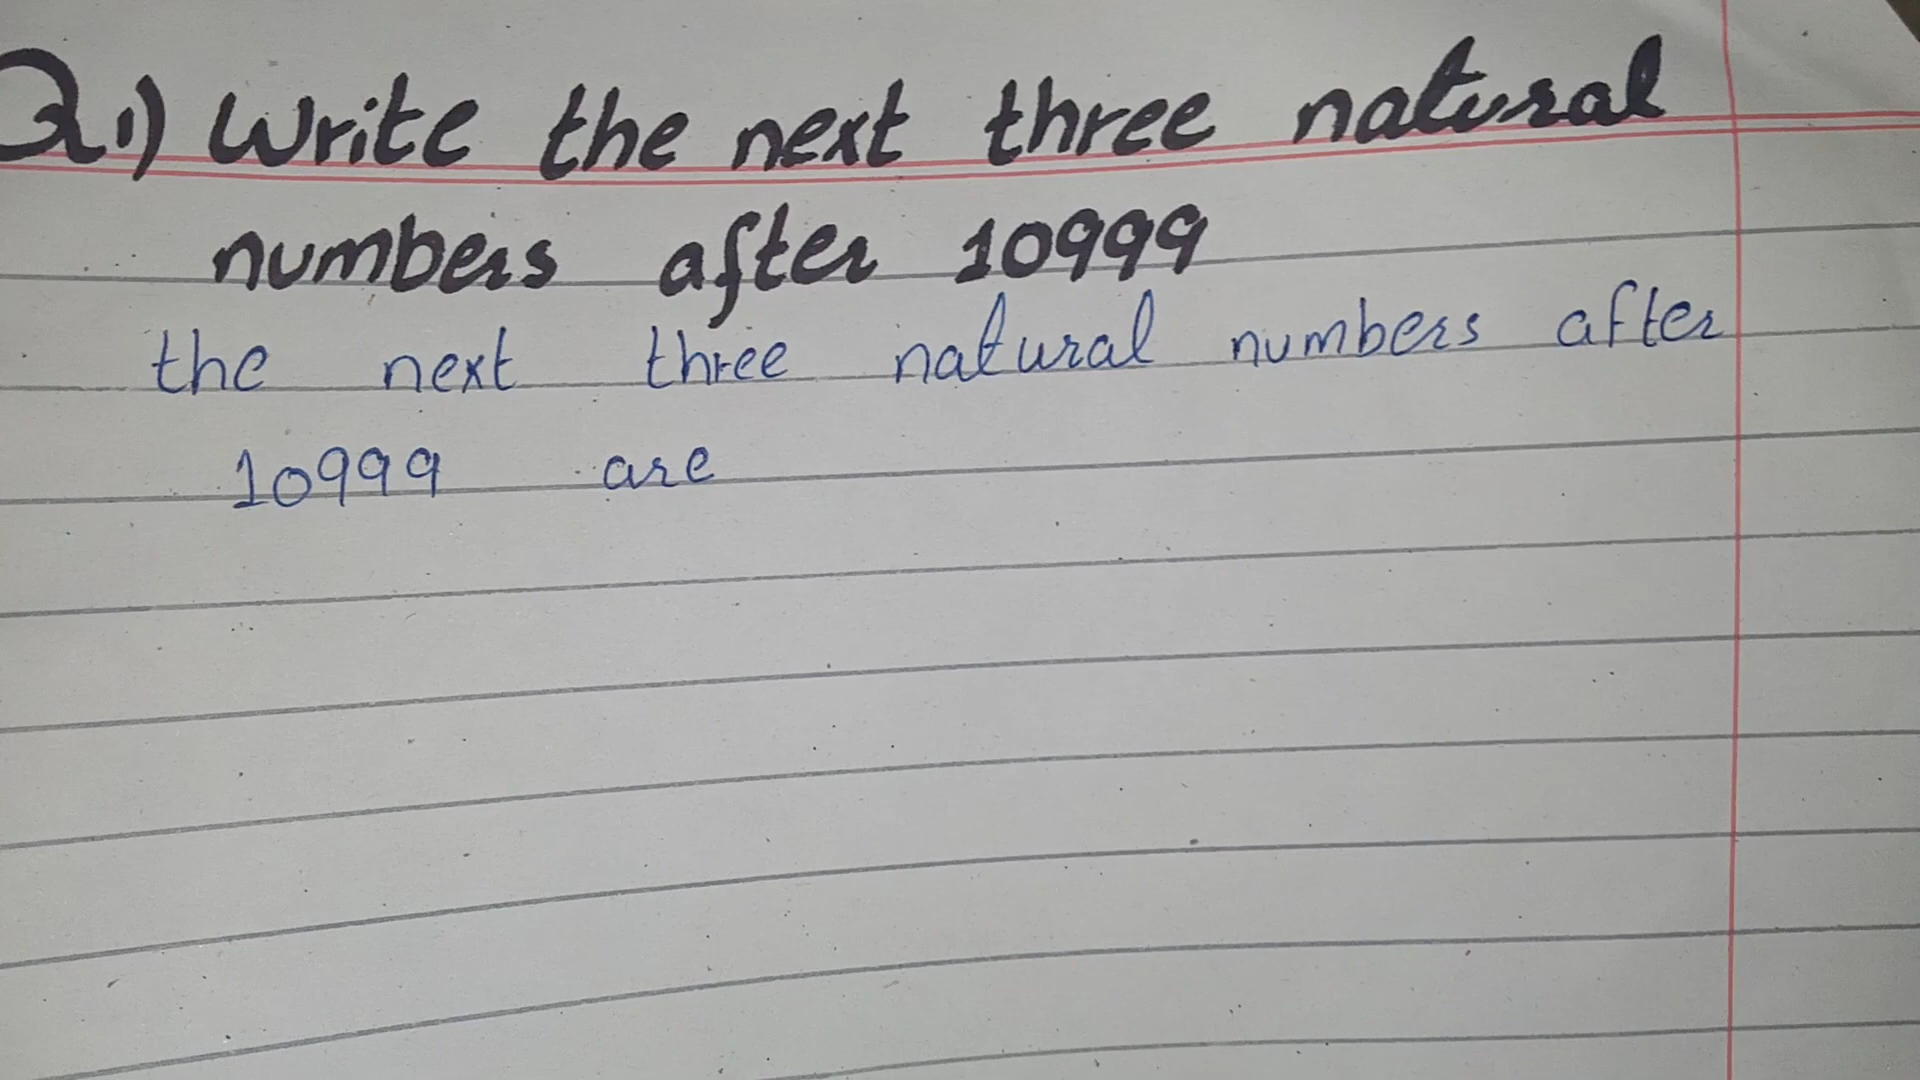 Q1) Write the next three natural
numbers after 10999
the next three natural numbers after
10999 are